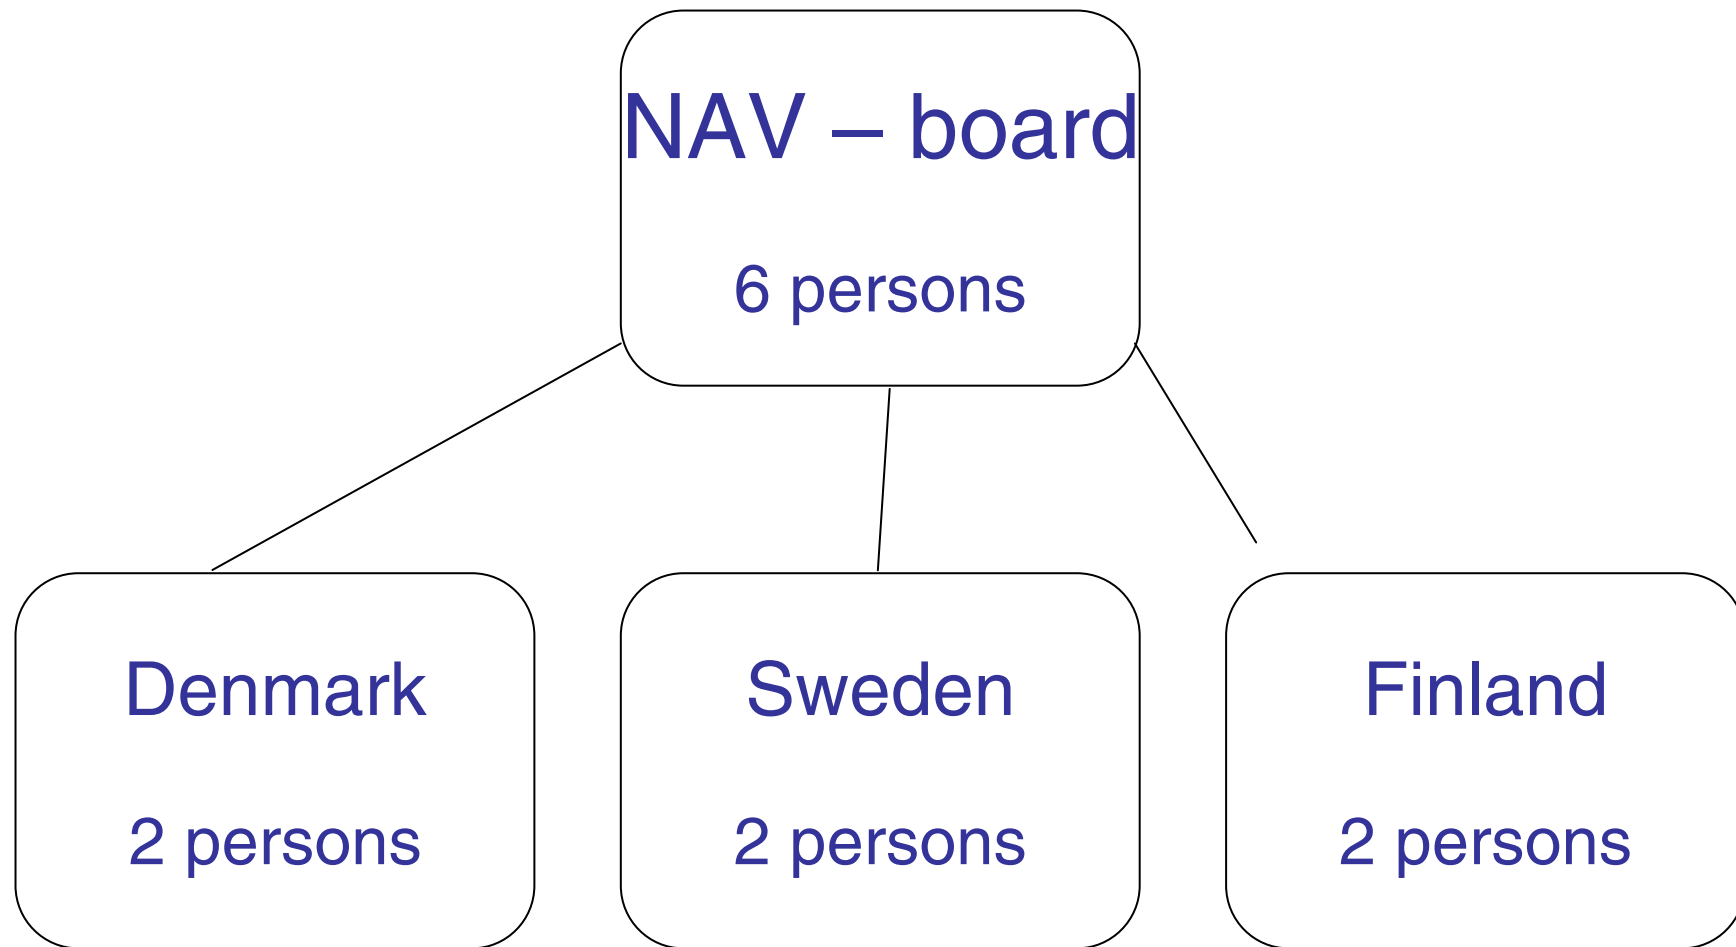 NAV – board
6 persons
Denmark
2 persons
Sweden
2 persons
Finland
2 persons